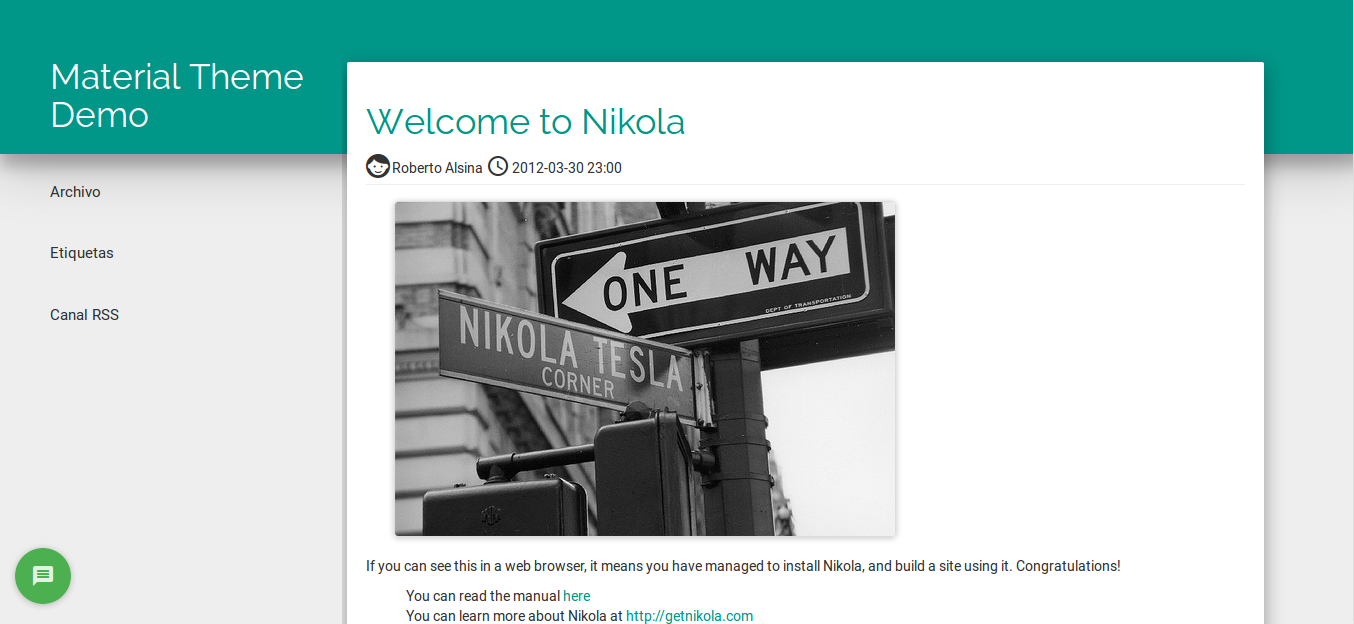 Material Theme
Demo
Archivo
Etiquetas
Canal RSS
Welcome to Nikola
Roberto Alsina 2012-03-30 23:00
ONE WAY
DEPT OF TRANSPORTATION
NIKOLA TESLA
CORNER
If you can see this in a web browser, it means you have managed to install Nikola, and build a site using it. Congratulations!
You can read the manual here
You can learn more about Nikola at http://getnikola.com